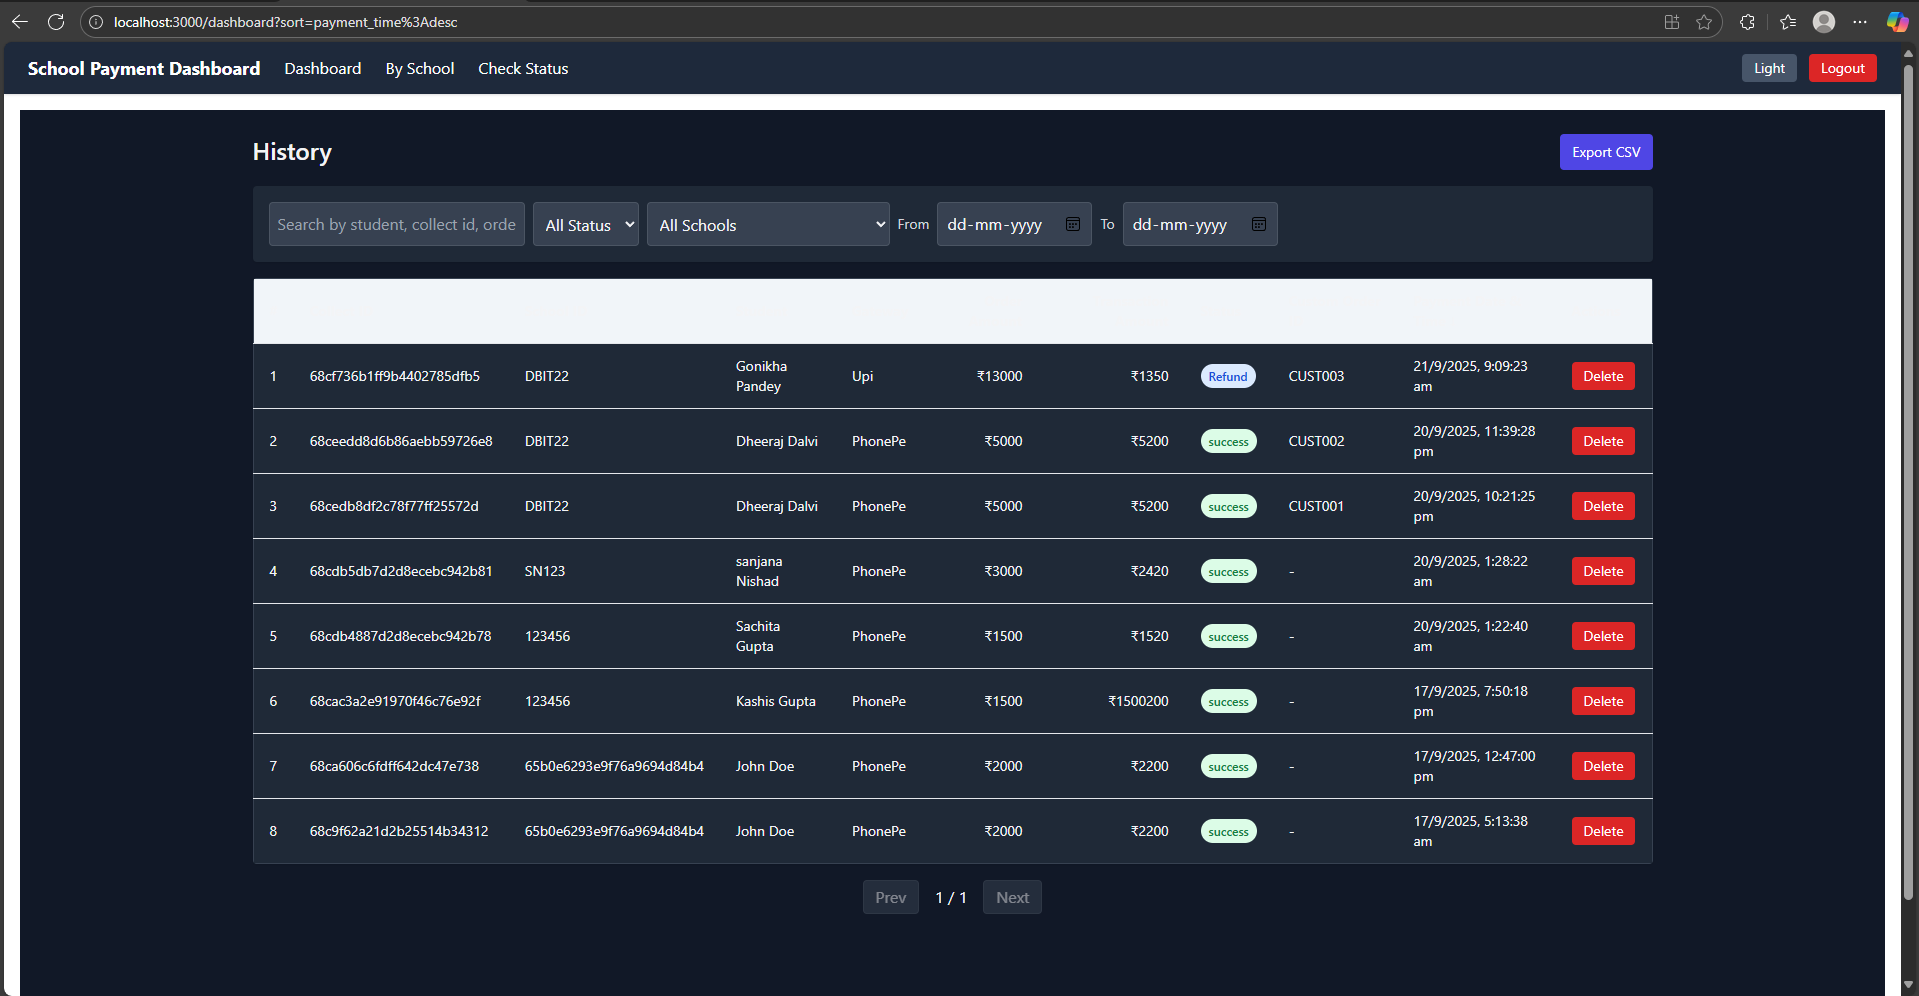 localhost:3000/dashboard?sort=payment_time%3Adesc
School Payment Dashboard Dashboard By School Check Status Light Logout
History Export CSV
Search by student, collect id, orde All Status All Schools From dd-mm-yyyy To dd-mm-yyyy
1 68cf736b1ff9b4402785dfb5 DBIT22 Gonikha Pandey Upi ₹13000 ₹1350 Refund CUST003 21/9/2025, 9:09:23 am Delete
2 68ceedd8d6b86aebb59726e8 DBIT22 Dheeraj Dalvi PhonePe ₹5000 ₹5200 success CUST002 20/9/2025, 11:39:28 pm Delete
3 68cedb8df2c78f77ff25572d DBIT22 Dheeraj Dalvi PhonePe ₹5000 ₹5200 success CUST001 20/9/2025, 10:21:25 pm Delete
4 68cdb5db7d2d8ecebc942b81 SN123 sanjana Nishad PhonePe ₹3000 ₹2420 success - 20/9/2025, 1:28:22 am Delete
5 68cdb4887d2d8ecebc942b78 123456 Sachita Gupta PhonePe ₹1500 ₹1520 success - 20/9/2025, 1:22:40 am Delete
6 68cac3a2e91970f46c76e92f 123456 Kashis Gupta PhonePe ₹1500 ₹1500200 success - 17/9/2025, 7:50:18 pm Delete
7 68ca606c6fdff642dc47e738 65b0e6293e9f76a9694d84b4 John Doe PhonePe ₹2000 ₹2200 success - 17/9/2025, 12:47:00 pm Delete
8 68c9f62a21d2b25514b34312 65b0e6293e9f76a9694d84b4 John Doe PhonePe ₹2000 ₹2200 success - 17/9/2025, 5:13:38 am Delete
Prev 1 / 1 Next